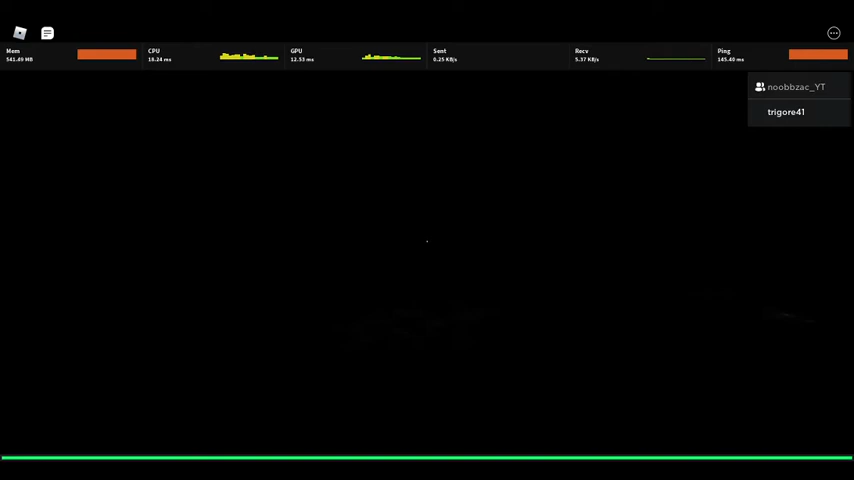 Mem
541.49 MB
CPU
18.24 ms
GPU
12.53 ms
Sent
0.25 KB/s
Recv
5.37 KB/s
Ping
145.40 ms
noobbzac_YT
trigore41